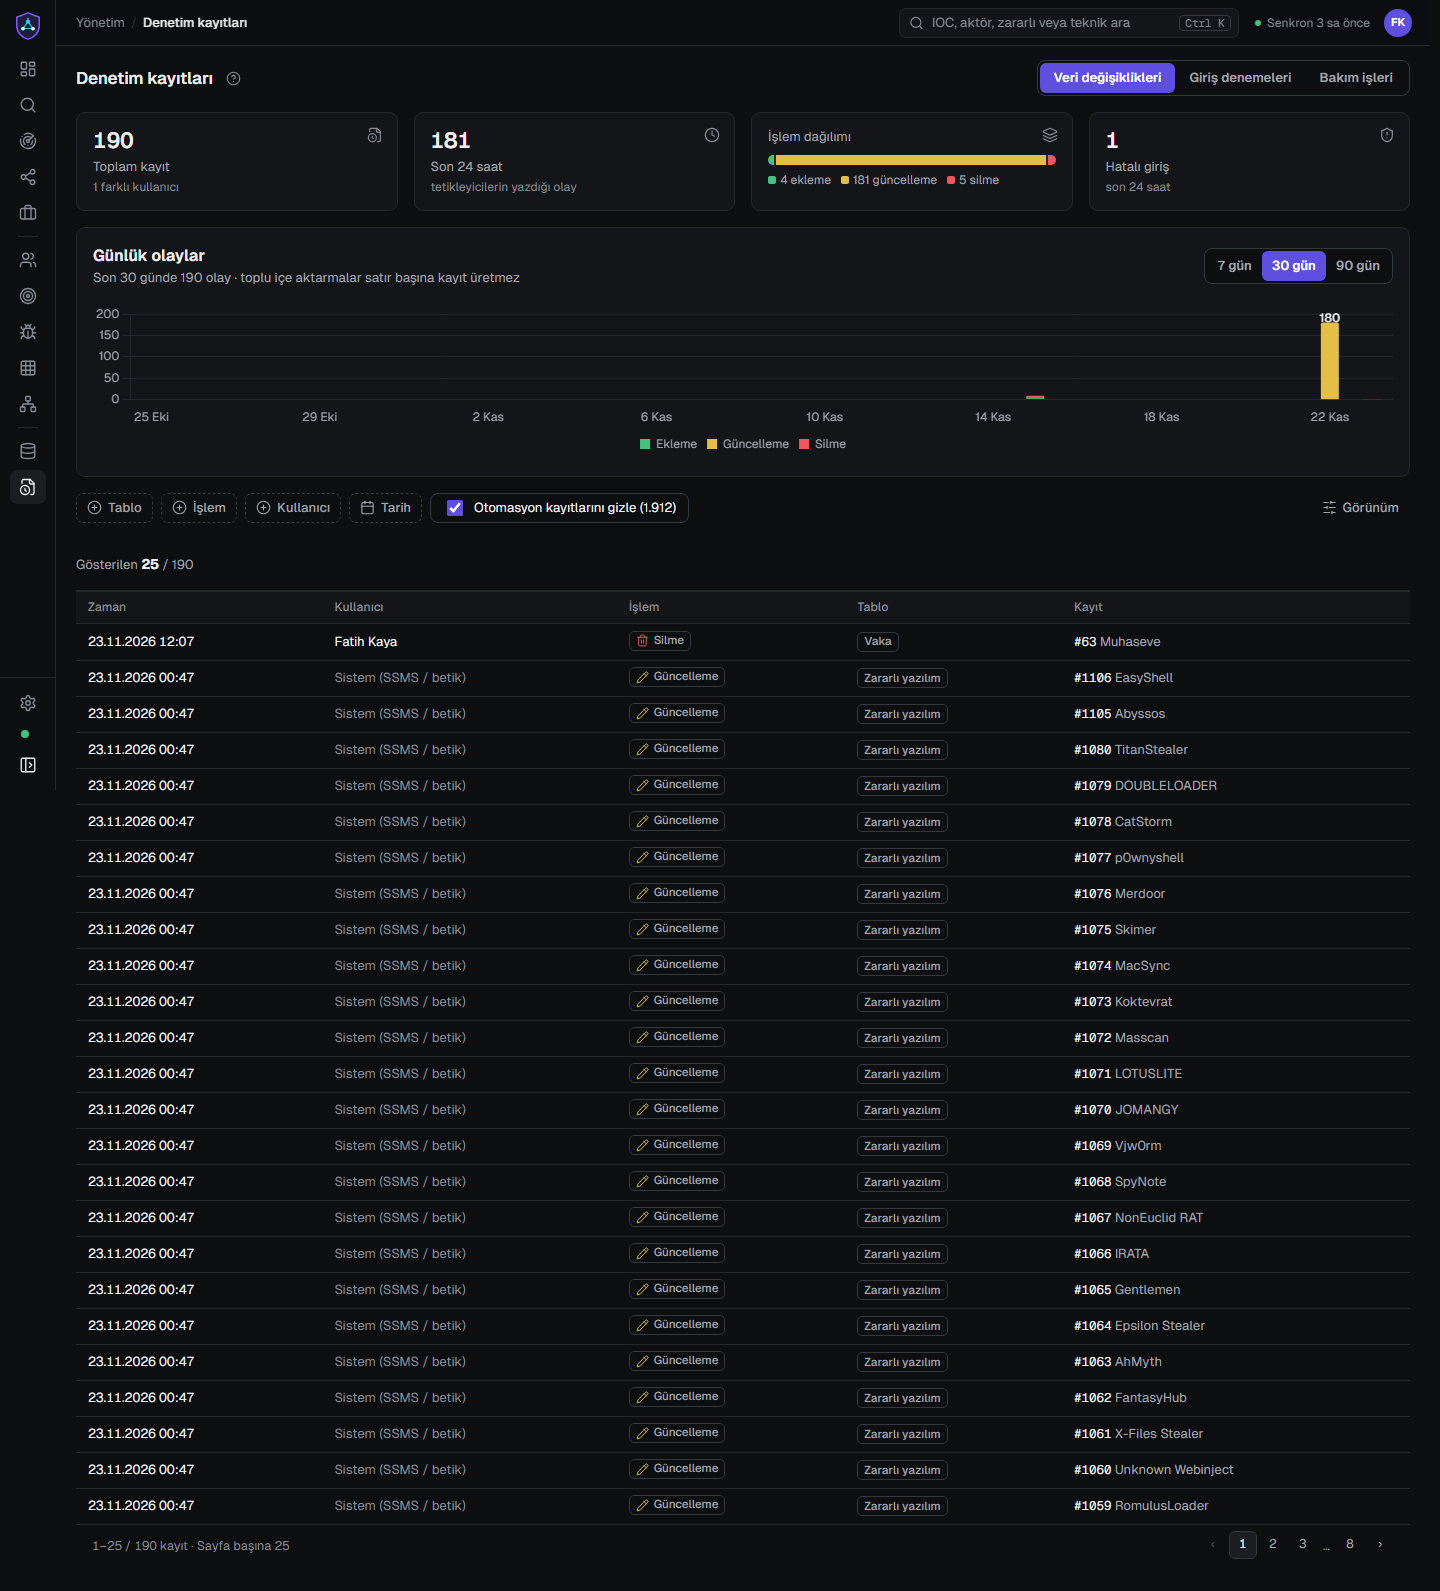 Yönetim / Denetim kayıtları
IOC, aktör, zararlı veya teknik ara
Ctrl K
Senkron 3 sa önce
FK
Denetim kayıtları
Veri değişiklikleri
Giriş denemeleri
Bakım işleri
190
Toplam kayıt
1 farklı kullanıcı
181
Son 24 saat
tetikleyicilerin yazdığı olay
İşlem dağılımı
4 ekleme 181 güncelleme 5 silme
1
Hatalı giriş
son 24 saat
Günlük olaylar
Son 30 günde 190 olay · toplu içe aktarmalar satır başına kayıt üretmez
7 gün 30 gün 90 gün
200
150
100
50
0
180
25 Eki 29 Eki 2 Kas 6 Kas 10 Kas 14 Kas 18 Kas 22 Kas
Ekleme Güncelleme Silme
Tablo
İşlem
Kullanıcı
Tarih
Otomasyon kayıtlarını gizle (1.912)
Görünüm
Gösterilen 25 / 190
Zaman Kullanıcı İşlem Tablo Kayıt
23.11.2026 12:07 Fatih Kaya Silme Vaka #63 Muhaseve
23.11.2026 00:47 Sistem (SSMS / betik) Güncelleme Zararlı yazılım #1106 EasyShell
23.11.2026 00:47 Sistem (SSMS / betik) Güncelleme Zararlı yazılım #1105 Abyssos
23.11.2026 00:47 Sistem (SSMS / betik) Güncelleme Zararlı yazılım #1080 TitanStealer
23.11.2026 00:47 Sistem (SSMS / betik) Güncelleme Zararlı yazılım #1079 DOUBLELOADER
23.11.2026 00:47 Sistem (SSMS / betik) Güncelleme Zararlı yazılım #1078 CatStorm
23.11.2026 00:47 Sistem (SSMS / betik) Güncelleme Zararlı yazılım #1077 p0wnyshell
23.11.2026 00:47 Sistem (SSMS / betik) Güncelleme Zararlı yazılım #1076 Merdoor
23.11.2026 00:47 Sistem (SSMS / betik) Güncelleme Zararlı yazılım #1075 Skimer
23.11.2026 00:47 Sistem (SSMS / betik) Güncelleme Zararlı yazılım #1074 MacSync
23.11.2026 00:47 Sistem (SSMS / betik) Güncelleme Zararlı yazılım #1073 Koktevrat
23.11.2026 00:47 Sistem (SSMS / betik) Güncelleme Zararlı yazılım #1072 Masscan
23.11.2026 00:47 Sistem (SSMS / betik) Güncelleme Zararlı yazılım #1071 LOTUSLITE
23.11.2026 00:47 Sistem (SSMS / betik) Güncelleme Zararlı yazılım #1070 JOMANGY
23.11.2026 00:47 Sistem (SSMS / betik) Güncelleme Zararlı yazılım #1069 Vjw0rm
23.11.2026 00:47 Sistem (SSMS / betik) Güncelleme Zararlı yazılım #1068 SpyNote
23.11.2026 00:47 Sistem (SSMS / betik) Güncelleme Zararlı yazılım #1067 NonEuclid RAT
23.11.2026 00:47 Sistem (SSMS / betik) Güncelleme Zararlı yazılım #1066 IRATA
23.11.2026 00:47 Sistem (SSMS / betik) Güncelleme Zararlı yazılım #1065 Gentlemen
23.11.2026 00:47 Sistem (SSMS / betik) Güncelleme Zararlı yazılım #1064 Epsilon Stealer
23.11.2026 00:47 Sistem (SSMS / betik) Güncelleme Zararlı yazılım #1063 AhMyth
23.11.2026 00:47 Sistem (SSMS / betik) Güncelleme Zararlı yazılım #1062 FantasyHub
23.11.2026 00:47 Sistem (SSMS / betik) Güncelleme Zararlı yazılım #1061 X-Files Stealer
23.11.2026 00:47 Sistem (SSMS / betik) Güncelleme Zararlı yazılım #1060 Unknown Webinject
23.11.2026 00:47 Sistem (SSMS / betik) Güncelleme Zararlı yazılım #1059 RomulusLoader
1–25 / 190 kayıt · Sayfa başına 25
‹ 1 2 3 … 8 ›